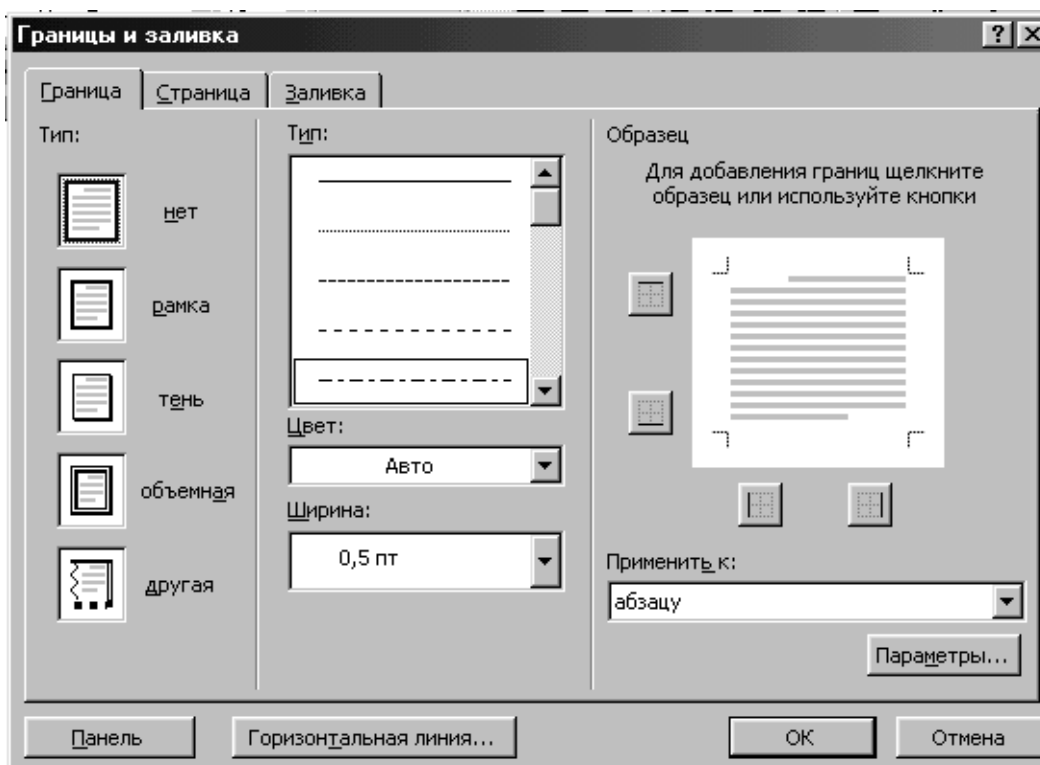 Границы и заливка
Граница
Страница
Заливка
Тип:
нет
рамка
тень
объемная
другая
Тип:
Цвет:
Авто
Ширина:
0,5 пт
Образец
Для добавления границ щелкните
образец или используйте кнопки
Применить к:
абзацу
Параметры...
Панель
Горизонтальная линия...
ОК
Отмена